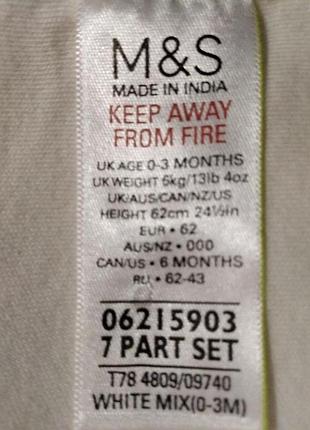 M&S
MADE IN INDIA
KEEP AWAY
FROM FIRE
UK AGE 0-3 MONTHS
UK WEIGHT 6kg/13lb 4oz
UK/AUS/CAN/NZ/US
HEIGHT 62cm 24½in
EUR • 62
AUS/NZ • 000
CAN/US • 6 MONTHS
RU • 62-43
06215903
7 PART SET
T78 4809/09740
WHITE MIX(0-3M)